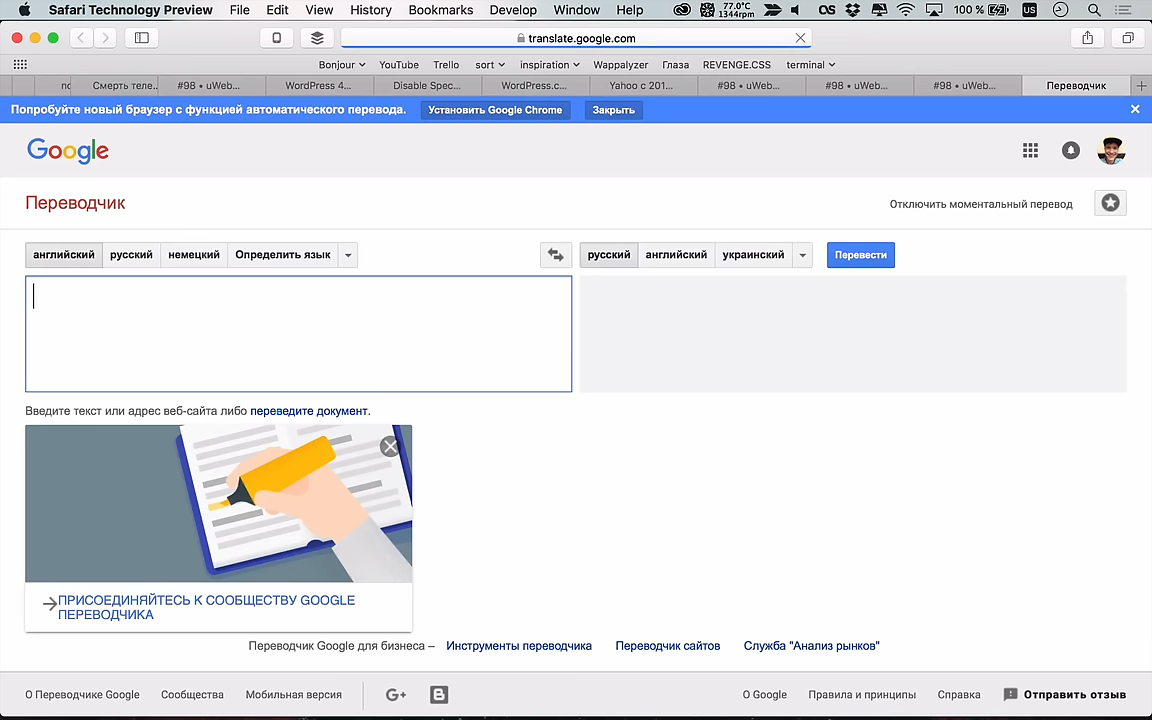 Safari Technology Preview File Edit View History Bookmarks Develop Window Help 77.0°C 1344rpm 100 % US
translate.google.com
Bonjour YouTube Trello sort inspiration Wappalyzer Глаза REVENGE.CSS terminal
Смерть теле.. #98 • uWeb... WordPress 4... Disable Spec... WordPress.c... Yahoo с 201... #98 • uWeb... #98 • uWeb... #98 • uWeb... Переводчик
Попробуйте новый браузер с функцией автоматического перевода. Установить Google Chrome Закрыть
Google
Переводчик Отключить моментальный перевод
английский русский немецкий Определить язык русский английский украинский Перевести
Введите текст или адрес веб-сайта либо переведите документ.
ПРИСОЕДИНЯЙТЕСЬ К СООБЩЕСТВУ GOOGLE
ПЕРЕВОДЧИКА
Переводчик Google для бизнеса – Инструменты переводчика Переводчик сайтов Служба "Анализ рынков"
О Переводчике Google Сообщества Мобильная версия G+ B О Google Правила и принципы Справка Отправить отзыв